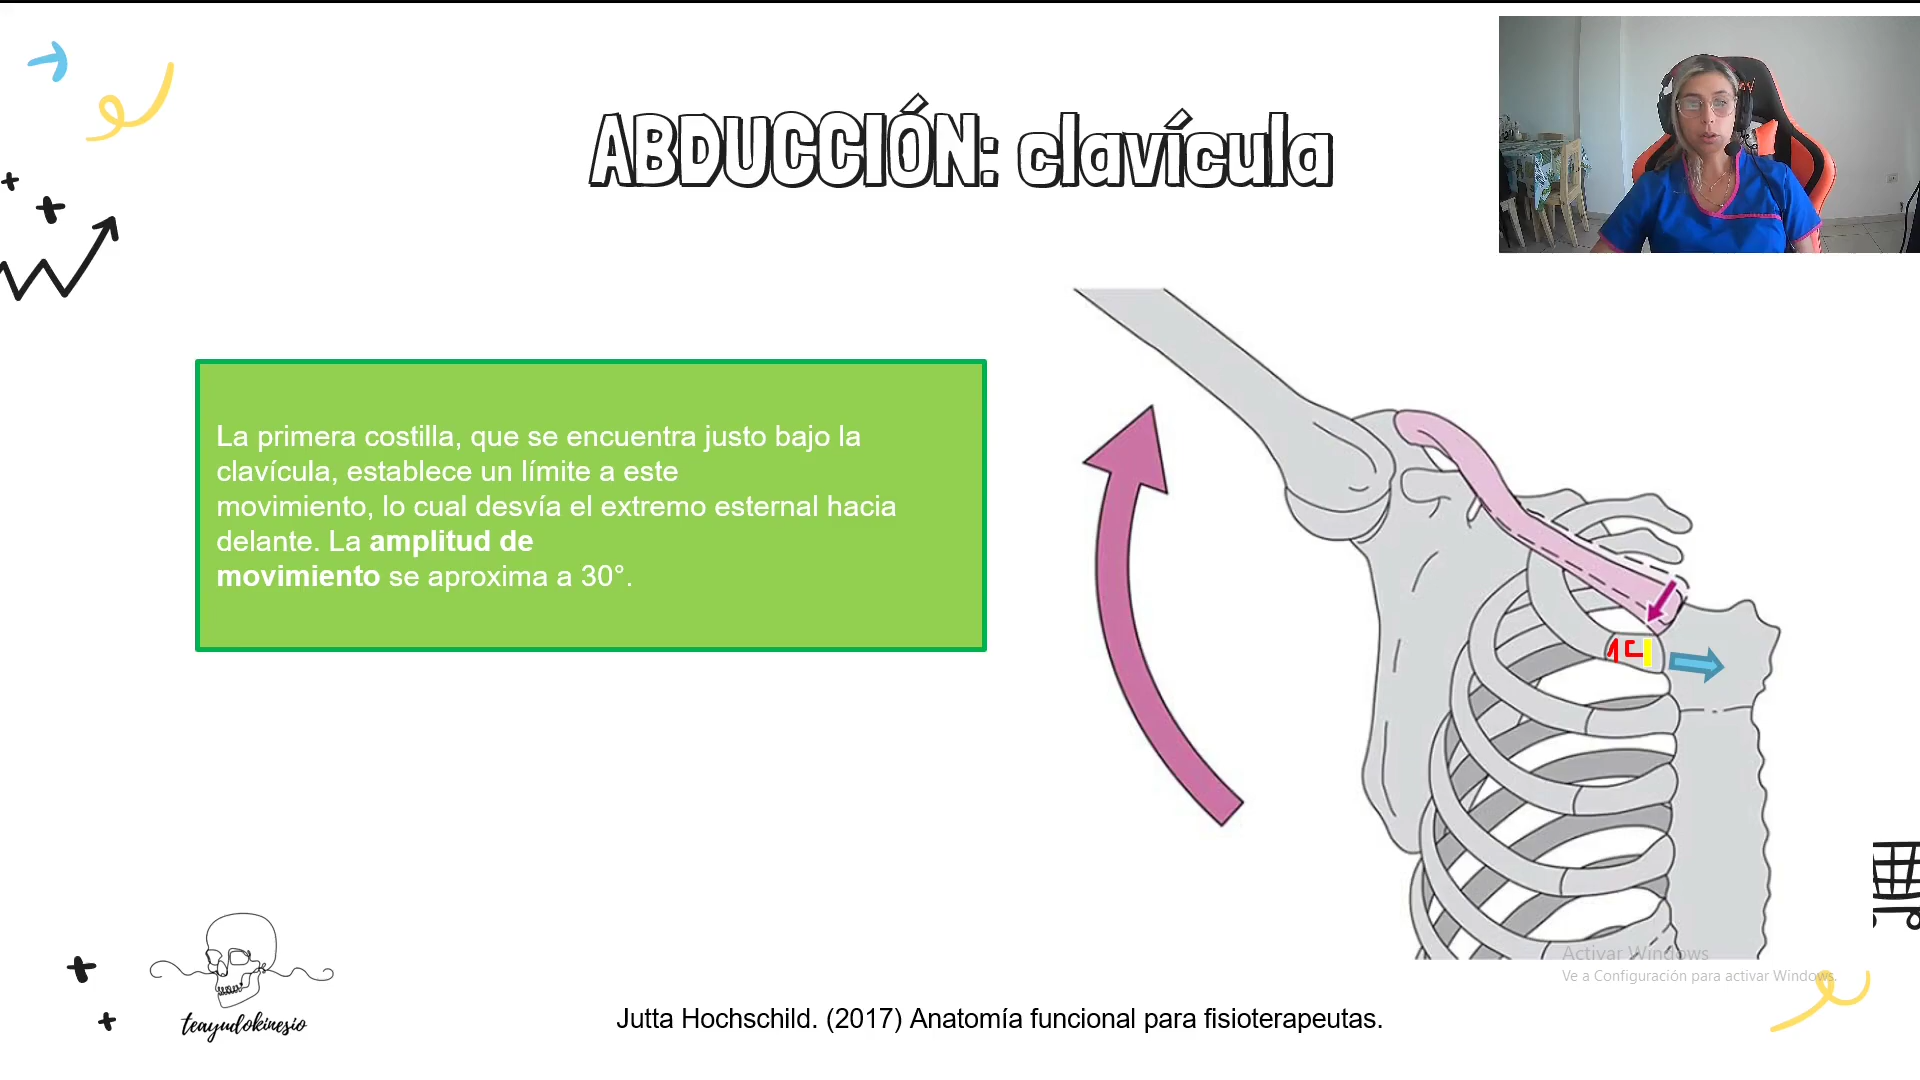 ABDUCCIÓN: clavícula
La primera costilla, que se encuentra justo bajo la
clavícula, establece un límite a este
movimiento, lo cual desvía el extremo esternal hacia
delante. La amplitud de
movimiento se aproxima a 30°.
Activar Windows
Ve a Configuración para activar Windows.
teayudokinesio
Jutta Hochschild. (2017) Anatomía funcional para fisioterapeutas.